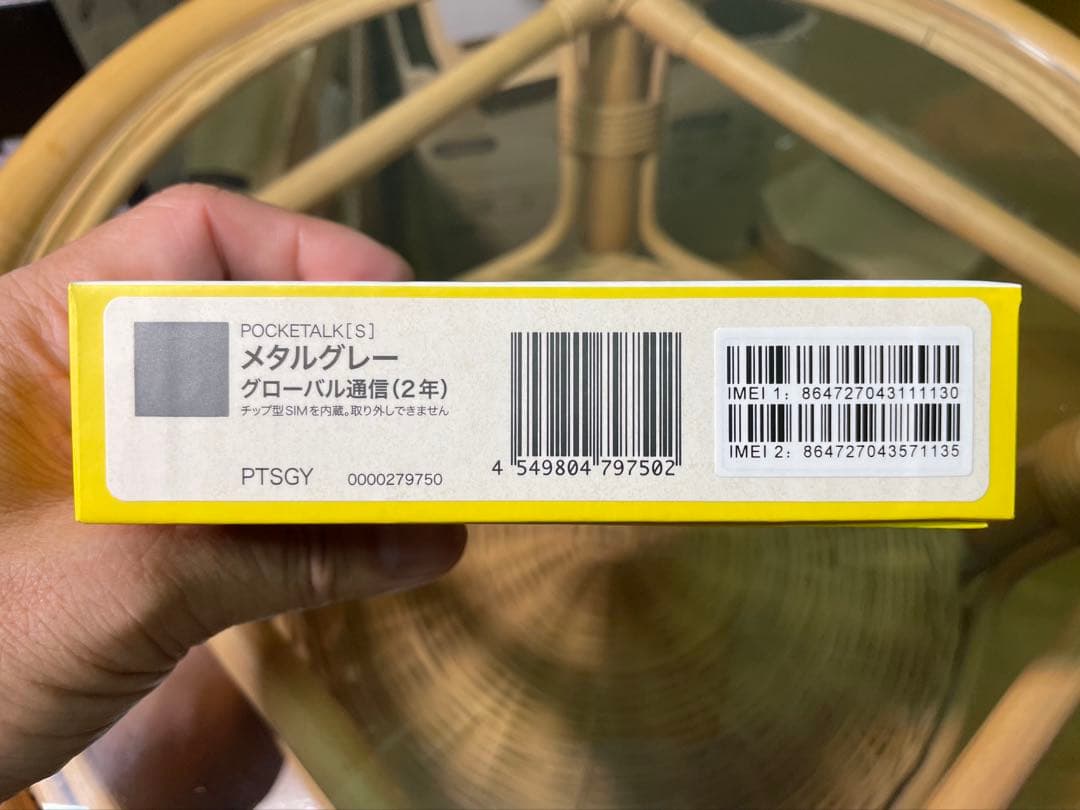 POCKETALK[S]
メタルグレー
グローバル通信(2年)
チップ型SIMを内蔵。取り外しできません
PTSGY 0000279750
4 549804 797502
IMEI 1: 864727043111130
IMEI 2: 864727043571135